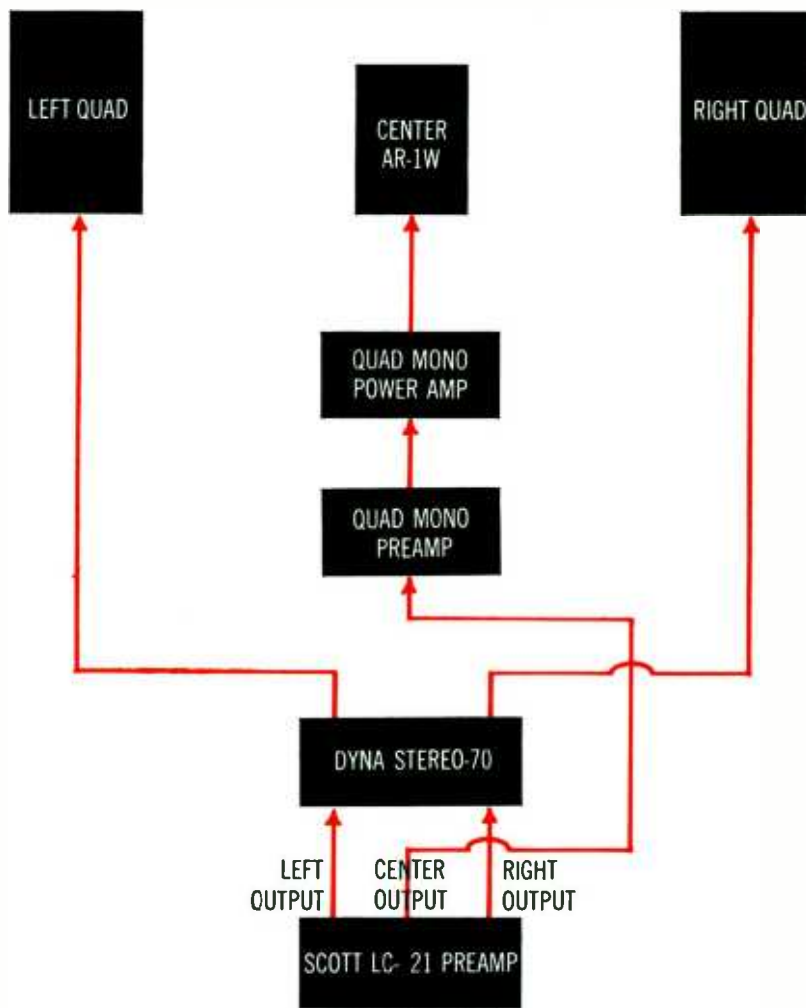 LEFT QUAD
CENTER
AR-1W
RIGHT QUAD
QUAD MONO
POWER AMP
QUAD MONO
PREAMP
DYNA STEREO-70
LEFT
OUTPUT
CENTER
OUTPUT
RIGHT
OUTPUT
SCOTT LC- 21 PREAMP